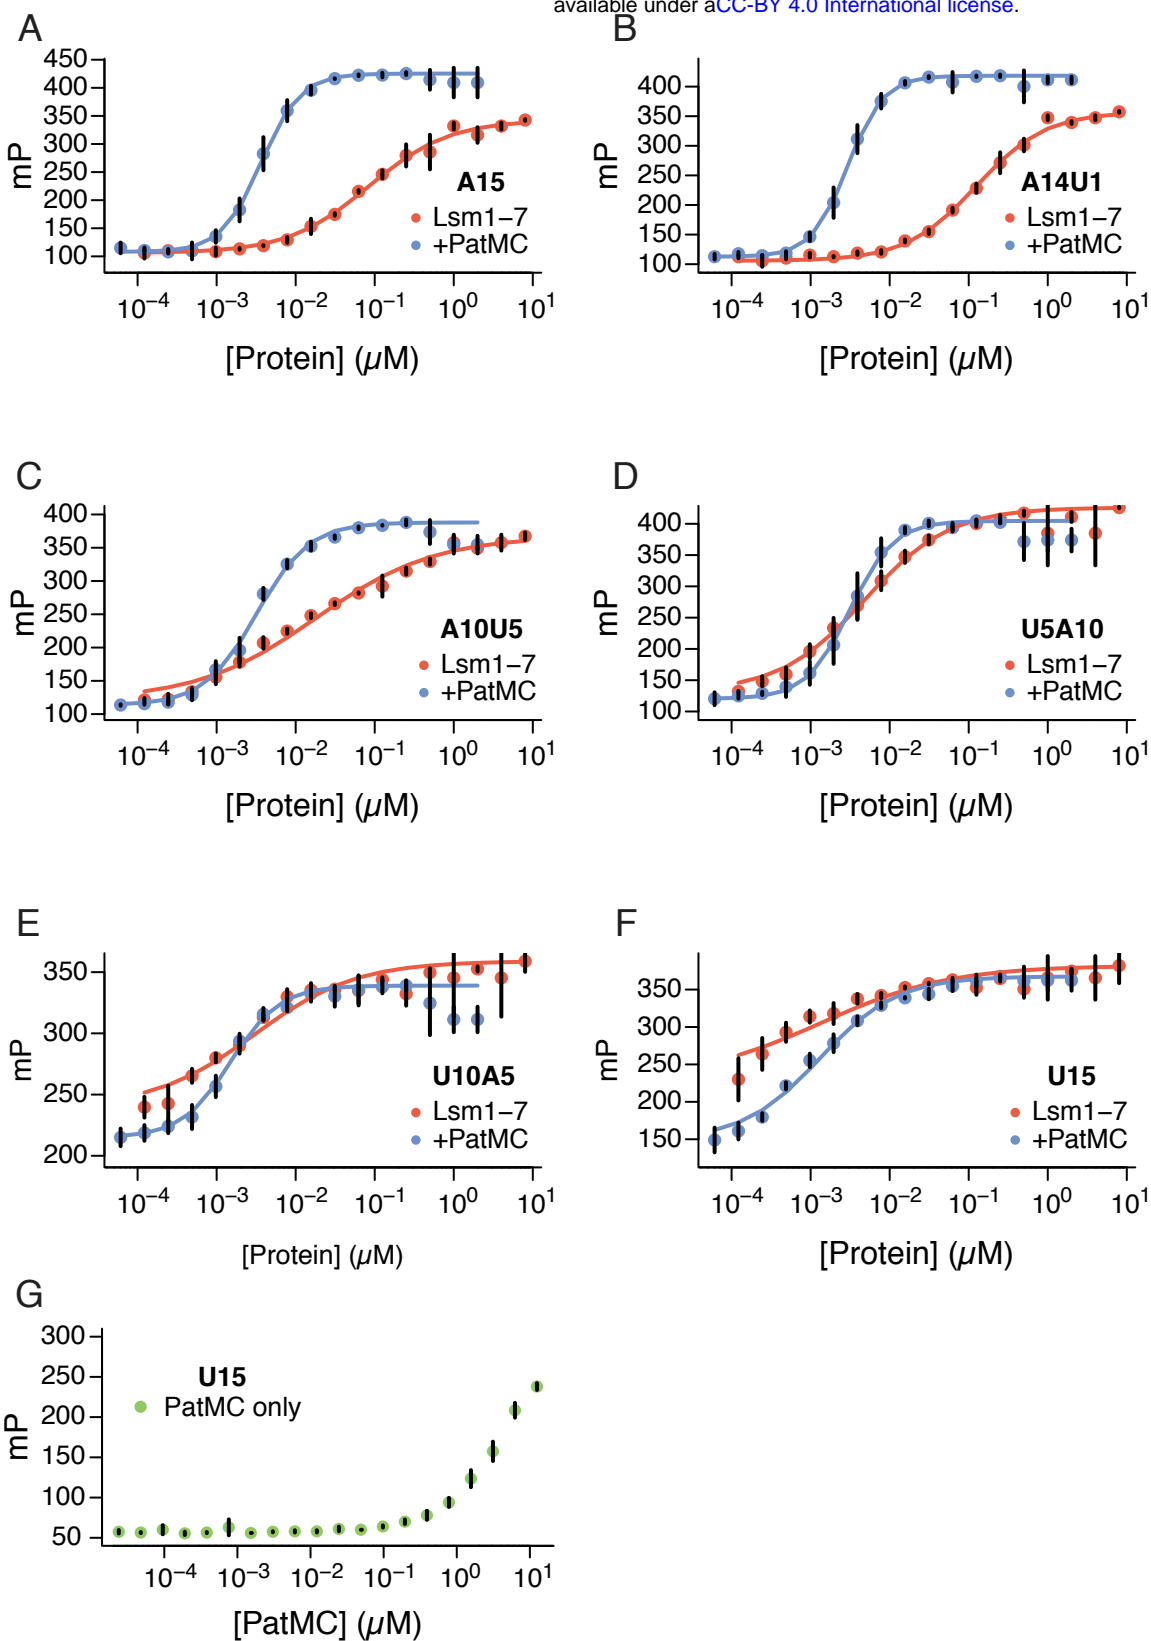 available under aCC-BY 4.0 International license.
A
450
400
350
300
250
200
150
100
mP
A15
Lsm1−7
+PatMC
10−4 10−3 10−2 10−1 100 101
[Protein] (µM)
B
400
350
300
250
200
150
100
mP
A14U1
Lsm1−7
+PatMC
10−4 10−3 10−2 10−1 100 101
[Protein] (µM)
C
400
350
300
250
200
150
100
mP
A10U5
Lsm1−7
+PatMC
10−4 10−3 10−2 10−1 100 101
[Protein] (µM)
D
400
350
300
250
200
150
100
mP
U5A10
Lsm1−7
+PatMC
10−4 10−3 10−2 10−1 100 101
[Protein] (µM)
E
350
300
250
200
mP
U10A5
Lsm1−7
+PatMC
10−4 10−3 10−2 10−1 100 101
[Protein] (µM)
F
350
300
250
200
150
mP
U15
Lsm1−7
+PatMC
10−4 10−3 10−2 10−1 100 101
[Protein] (µM)
G
300
250
200
150
100
50
mP
U15
PatMC only
10−4 10−3 10−2 10−1 100 101
[PatMC] (µM)